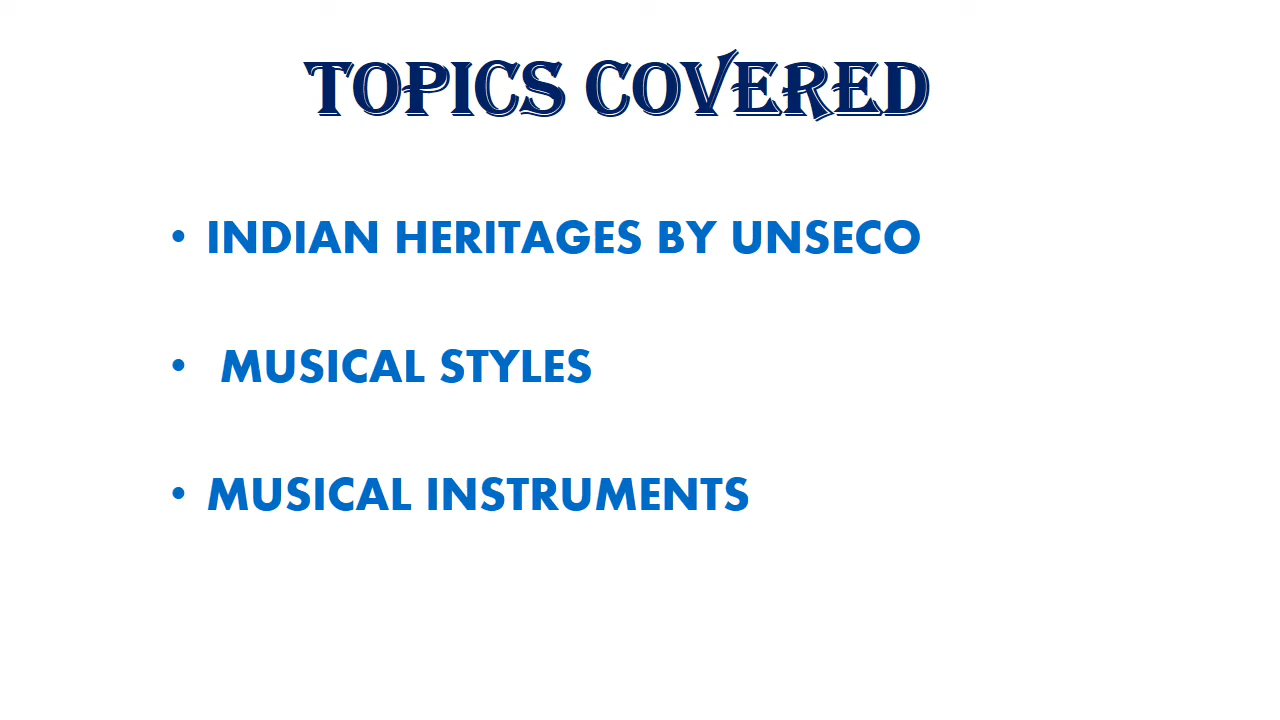 TOPICS COVERED
• INDIAN HERITAGES BY UNSECO
• MUSICAL STYLES
• MUSICAL INSTRUMENTS